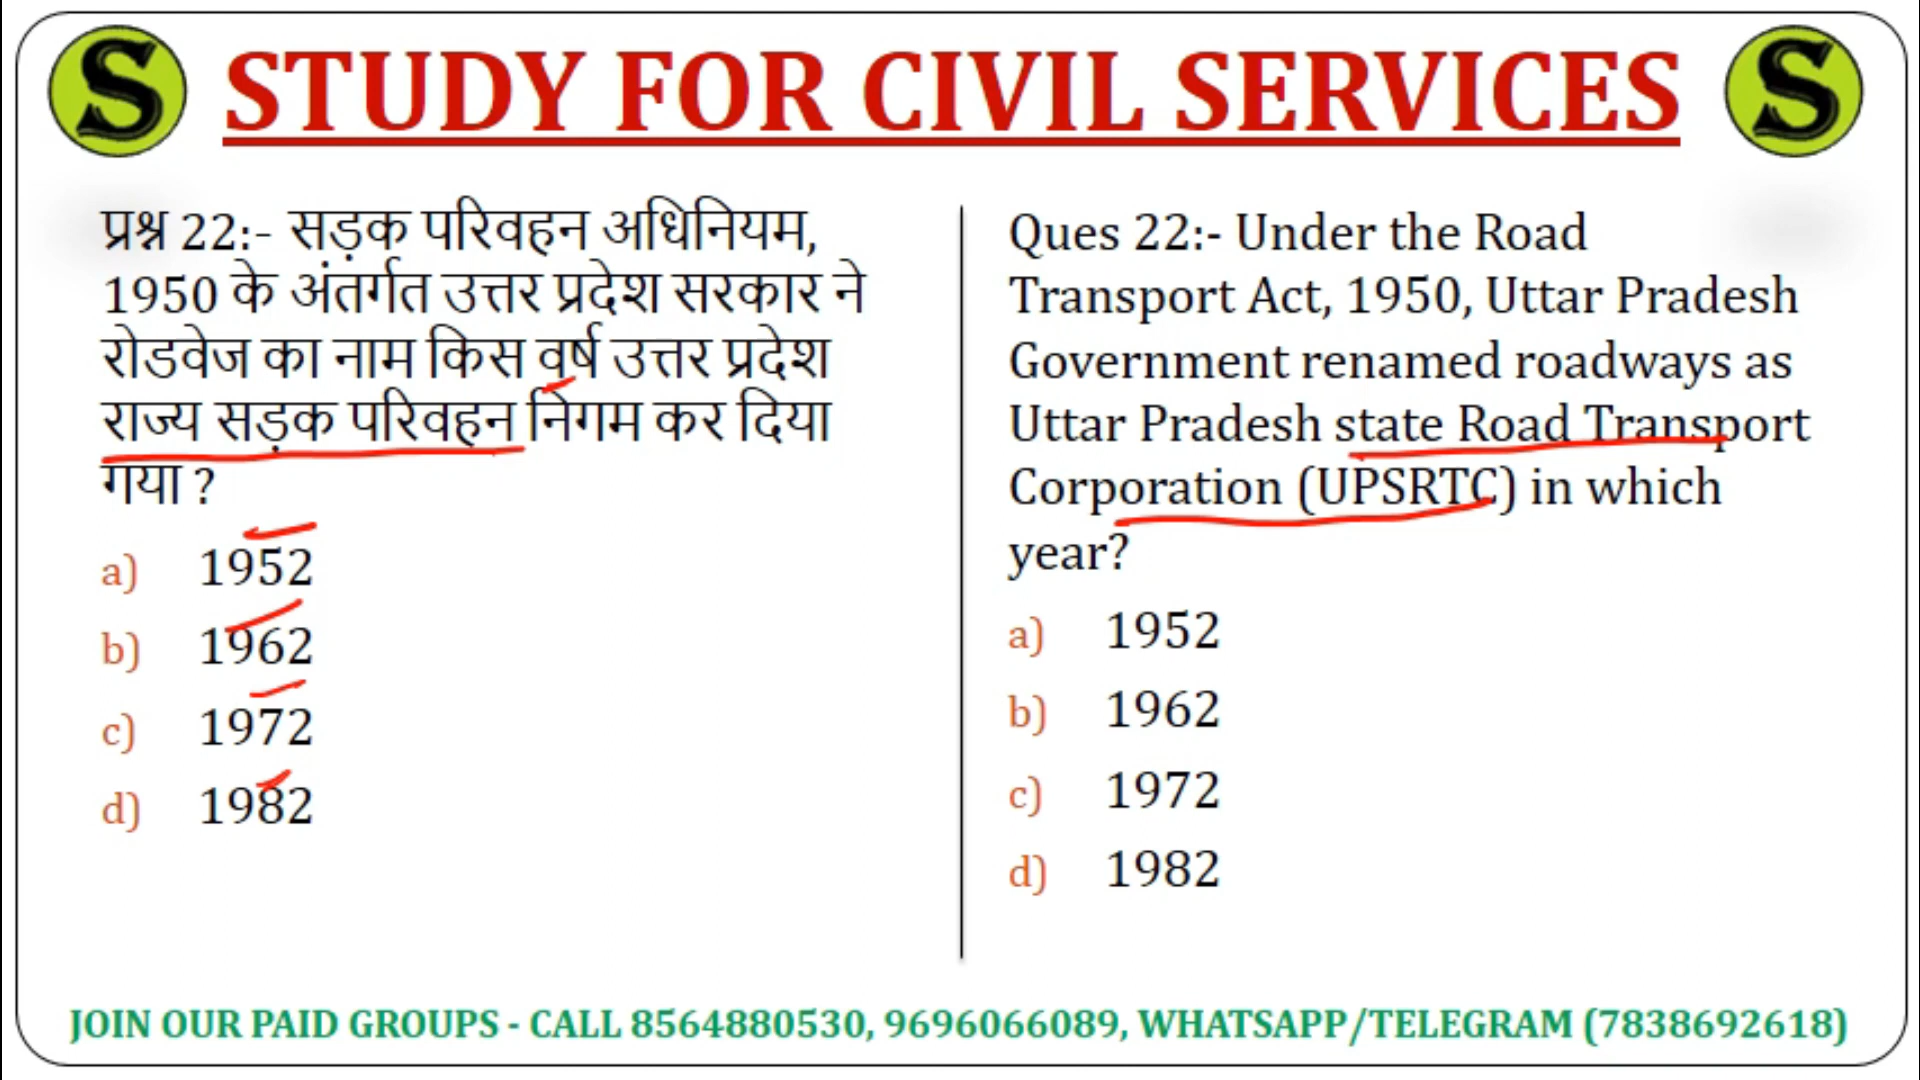 S STUDY FOR CIVIL SERVICES S
प्रश्न 22:- सड़क परिवहन अधिनियम,
1950 के अंतर्गत उत्तर प्रदेश सरकार ने
रोडवेज का नाम किस वर्ष उत्तर प्रदेश
राज्य सड़क परिवहन निगम कर दिया
गया ?
a) 1952
b) 1962
c) 1972
d) 1982
Ques 22:- Under the Road
Transport Act, 1950, Uttar Pradesh
Government renamed roadways as
Uttar Pradesh state Road Transport
Corporation (UPSRTC) in which
year?
a) 1952
b) 1962
c) 1972
d) 1982
JOIN OUR PAID GROUPS - CALL 8564880530, 9696066089, WHATSAPP/TELEGRAM (7838692618)